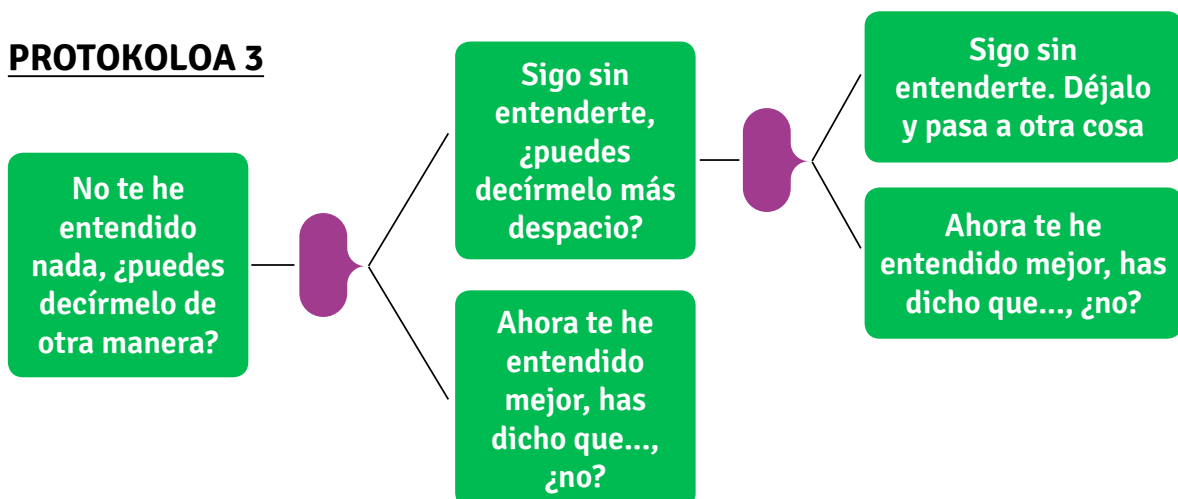 PROTOKOLOA 3
No te he
entendido
nada, ¿puedes
decírmelo de
otra manera?
Sigo sin
entenderte,
¿puedes
decírmelo más
despacio?
Ahora te he
entendido
mejor, has
dicho que...,
¿no?
Sigo sin
entenderte. Déjalo
y pasa a otra cosa
Ahora te he
entendido mejor, has
dicho que..., ¿no?